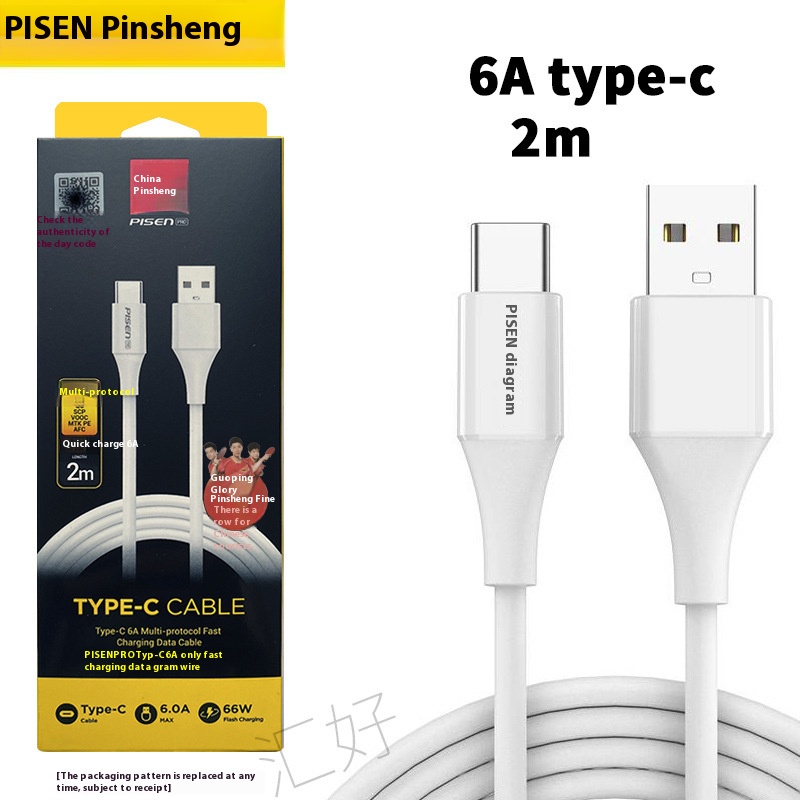 PISEN Pinsheng
6A type-c
2m
China
Pinsheng
PISEN PRO
Check the
authenticity of
the day code
PISEN
PISEN diagram
Multi-protocol
SCP
VOOC
MTK PE
AFC
Quick charge6A
LENGTH
2m
Guoping
Glory
Pinsheng Fine
There is a
row for
TYPE-C CABLE
Type-C 6A Multi-protocol Fast
Charging Data Cable
PISENPROTyp-C6A only fast
charging data gram wire
Type-C
Cable
6.0A
MAX
66W
Flash Charging
汇好
[The packaging pattern is replaced at any
time, subject to receipt]